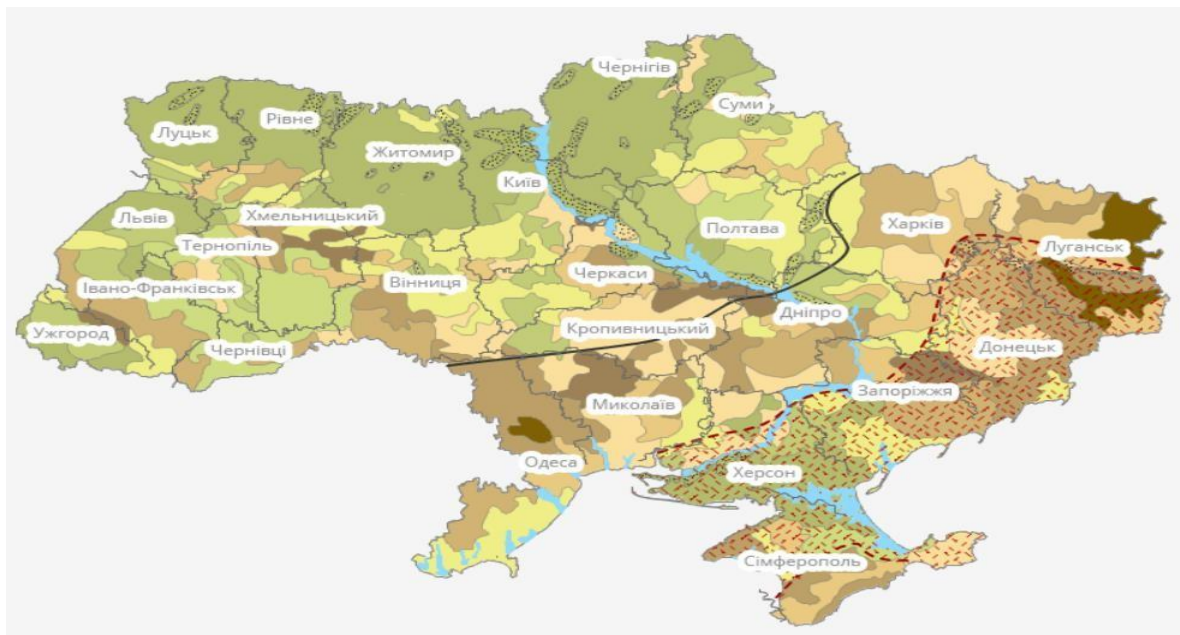 Чернігів
Суми
Рівне
Луцьк
Житомир
Київ
Львів
Хмельницький
Полтава
Харків
Тернопіль
Луганськ
Черкаси
Вінниця
Івано-Франківськ
Дніпро
Кропивницький
Ужгород
Чернівці
Донецьк
Запоріжжя
Миколаїв
Одеса
Херсон
Сімферополь